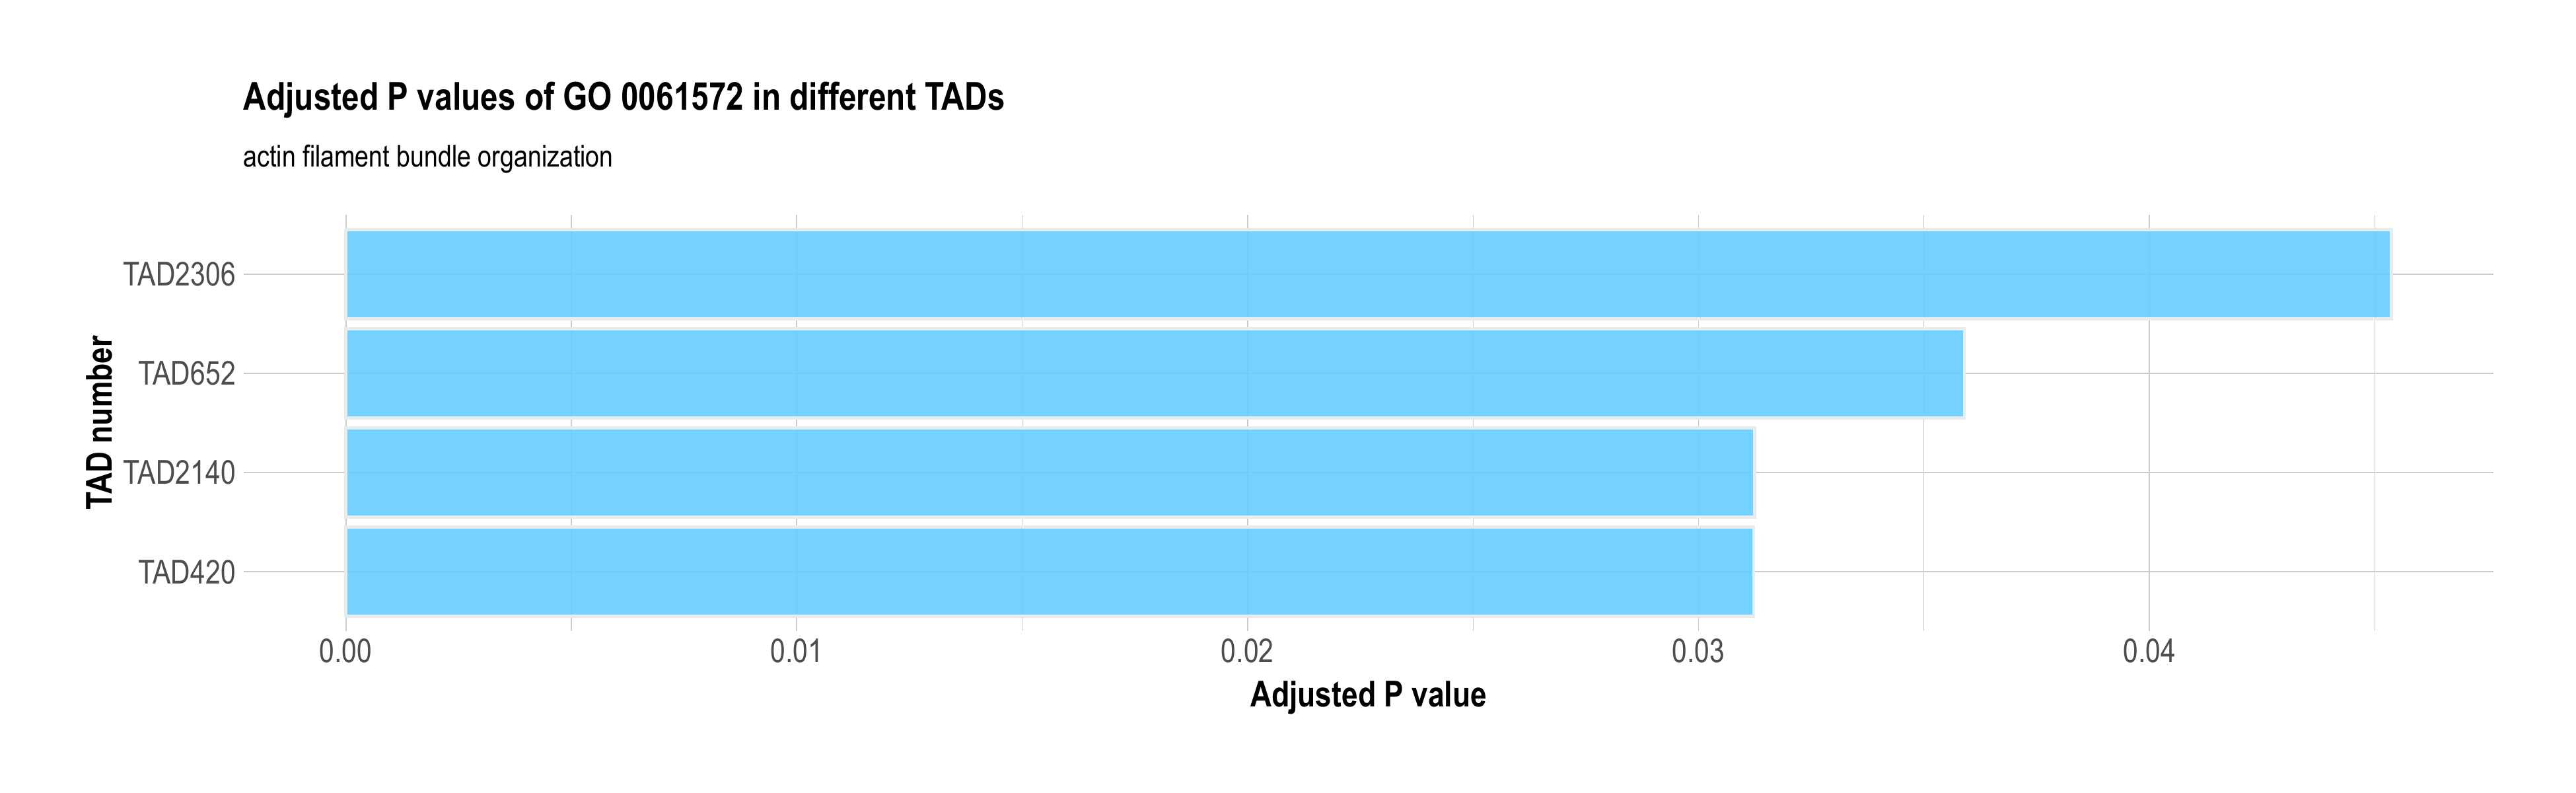 Adjusted P values of GO 0061572 in different TADs
actin filament bundle organization
TAD number
TAD2306
TAD652
TAD2140
TAD420
0.00 0.01 0.02 0.03 0.04
Adjusted P value